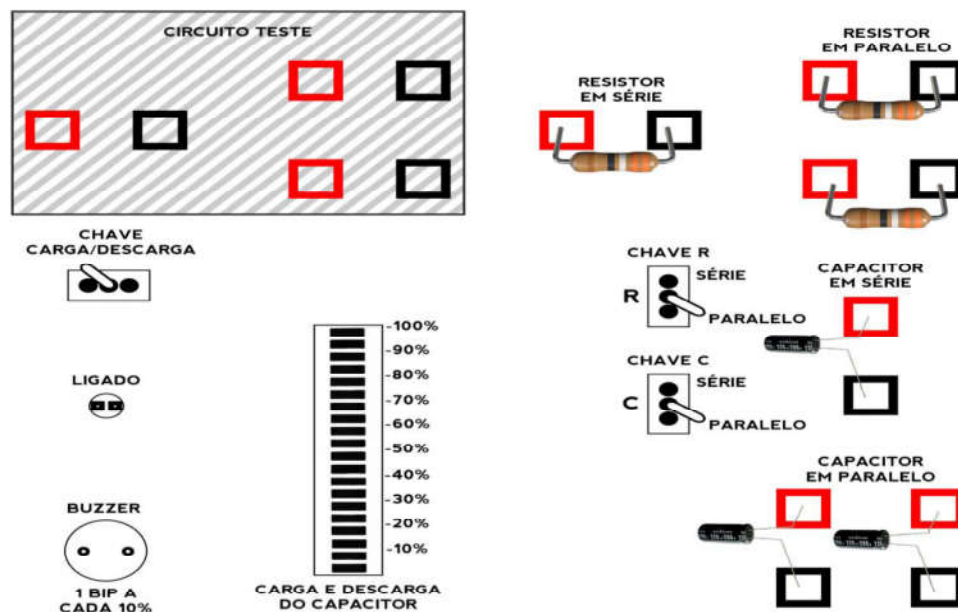 CIRCUITO TESTE
RESISTOR
EM SÉRIE
RESISTOR
EM PARALELO
CHAVE
CARGA/DESCARGA
LIGADO
BUZZER
1 BIP A
CADA 10%
-100%
-90%
-80%
-70%
-60%
-50%
-40%
-30%
-20%
-10%
CARGA E DESCARGA
DO CAPACITOR
CHAVE R
SÉRIE
R
PARALELO
CHAVE C
SÉRIE
C
PARALELO
CAPACITOR
EM SÉRIE
CAPACITOR
EM PARALELO